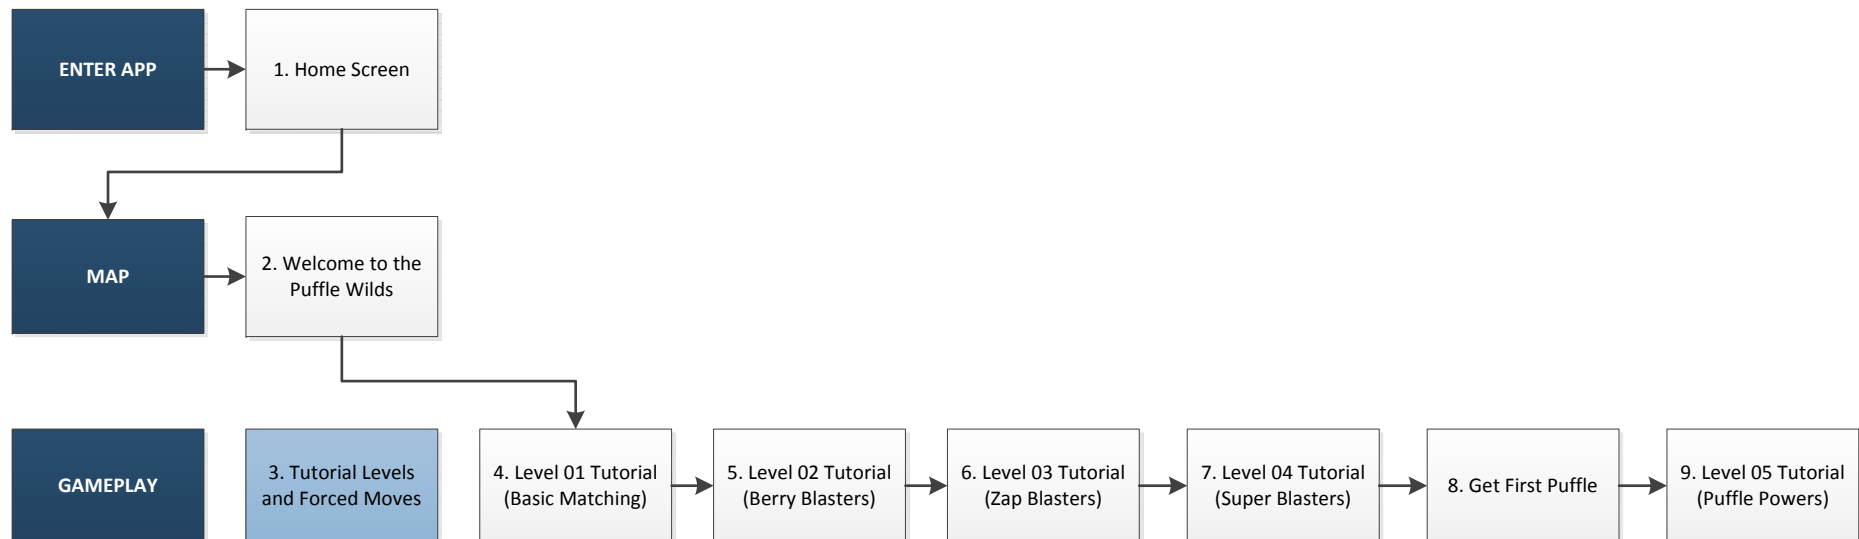 ENTER APP
1. Home Screen
MAP
2. Welcome to the
Puffle Wilds
GAMEPLAY
3. Tutorial Levels
and Forced Moves
4. Level 01 Tutorial
(Basic Matching)
5. Level 02 Tutorial
(Berry Blasters)
6. Level 03 Tutorial
(Zap Blasters)
7. Level 04 Tutorial
(Super Blasters)
8. Get First Puffle
9. Level 05 Tutorial
(Puffle Powers)